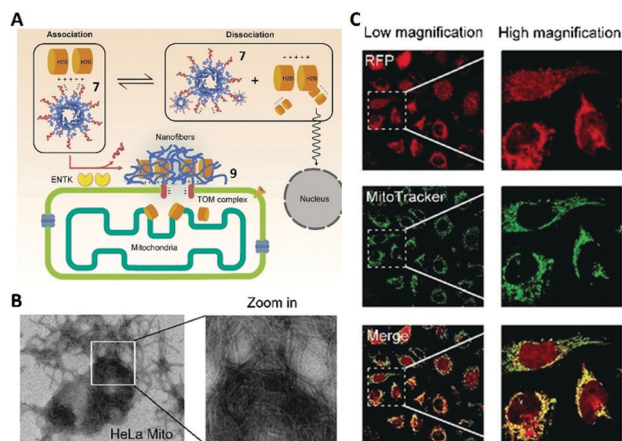 A
Association
H2B
H2B
+ + + + +
7
Dissociation
7
+
+ + + + +
H2B
H2B
ENTK
Nanofibers
9
TOM complex
Mitochondria
Nucleus
B
Zoom in
HeLa Mito
C
Low magnification
High magnification
RFP
MitoTracker
Merge